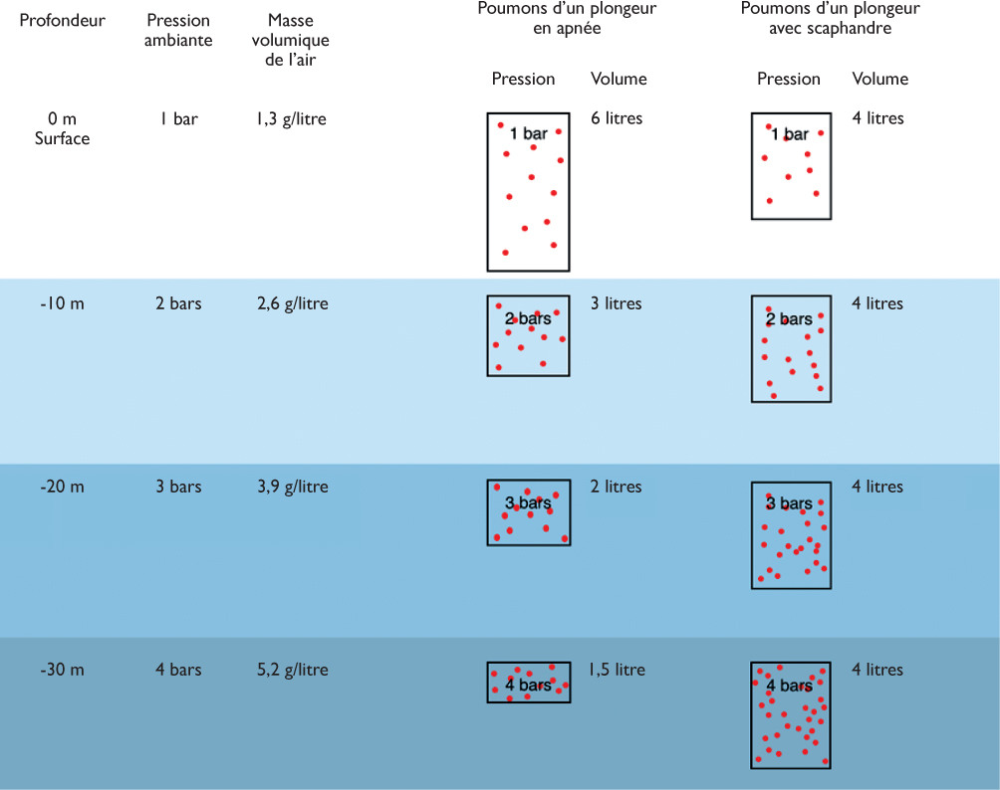 Profondeur
Pression
ambiante
Masse
volumique
de l'air
Poumons d'un plongeur
en apnée
Poumons d'un plongeur
avec scaphandre
Pression Volume Pression Volume
0 m
Surface
1 bar
1,3 g/litre
1 bar
6 litres
1 bar
4 litres
-10 m
2 bars
2,6 g/litre
2 bars
3 litres
2 bars
4 litres
-20 m
3 bars
3,9 g/litre
3 bars
2 litres
3 bars
4 litres
-30 m
4 bars
5,2 g/litre
4 bars
1,5 litre
4 bars
4 litres